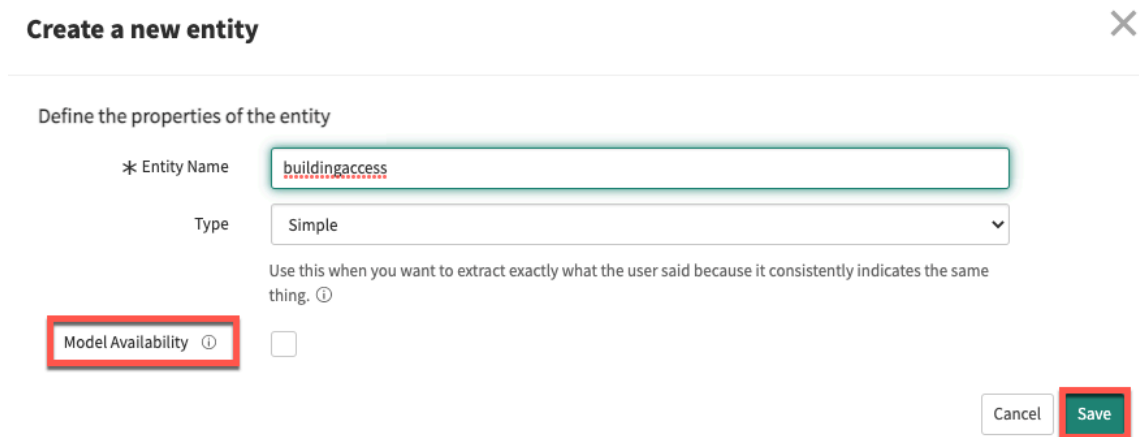 Create a new entity
Define the properties of the entity
* Entity Name
buildingaccess
Type
Simple
Use this when you want to extract exactly what the user said because it consistently indicates the same
thing. ⓘ
Model Availability ⓘ
Cancel
Save